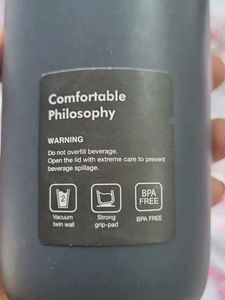 Comfortable
Philosophy
WARNING
Do not overfill beverage.
Open the lid with extreme care to prevent
beverage spillage.
2
BPA
FREE
Vacuum
twin wall
Strong
grip-pad
BPA FREE